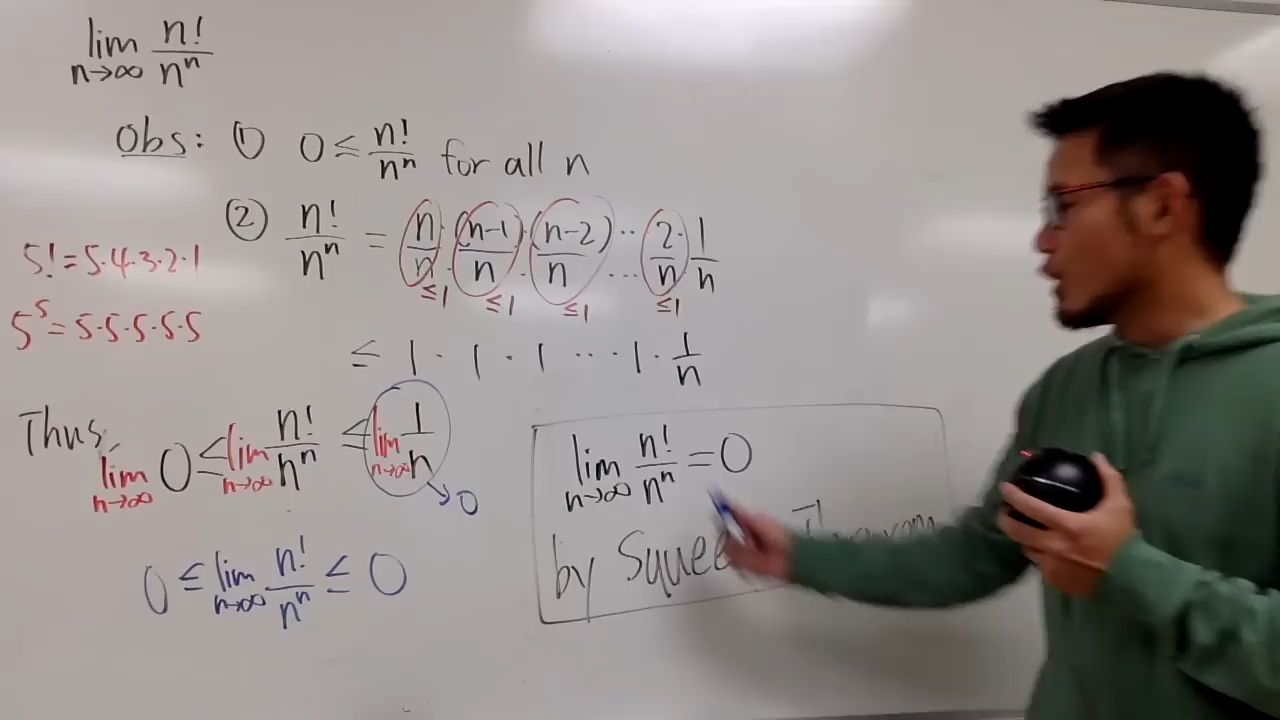 lim n→∞ n!/n^n
Obs: ① 0 ≤ n!/n^n for all n
② n!/n^n = n/n · (n-1)/n · (n-2)/n ··· 2/n · 1/n
≤1 ≤1 ≤1 ≤1
5! = 5·4·3·2·1
5^5 = 5·5·5·5·5
≤ 1 · 1 · 1 ··· 1 · 1/n
Thus, lim n→∞ 0 ≤ lim n→∞ n!/n^n ≤ lim n→∞ 1/n
→ 0
0 ≤ lim n→∞ n!/n^n ≤ 0
lim n→∞ n!/n^n = 0
by